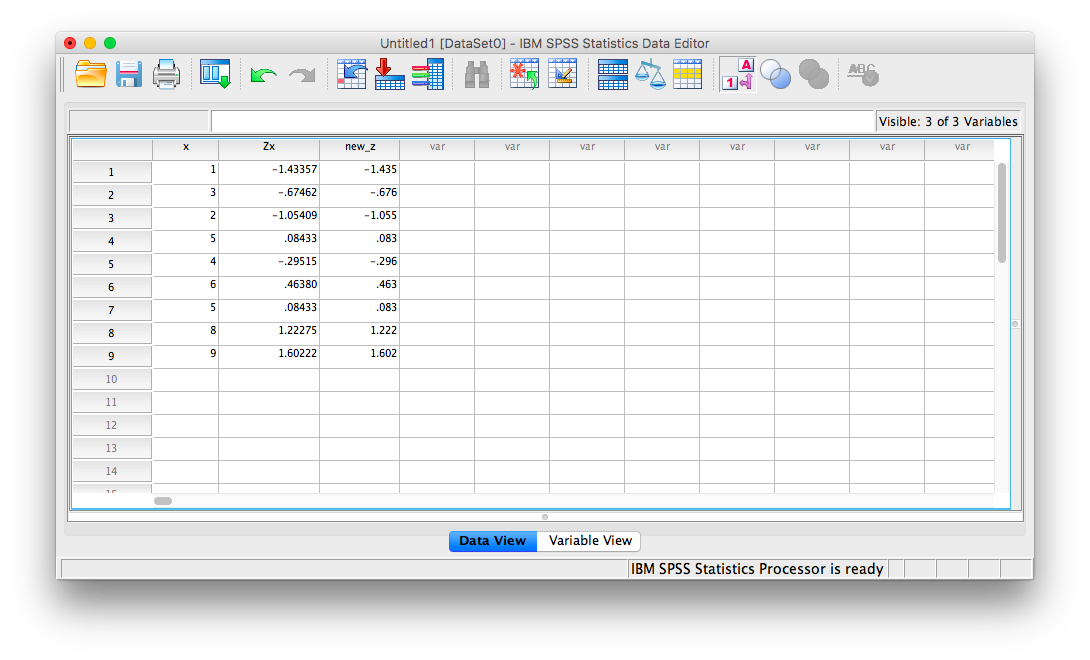 Untitled1 [DataSet0] - IBM SPSS Statistics Data Editor
A
1
ABC
Visible: 3 of 3 Variables
x Zx new_z var var var var var var var var
1 1 -1.43357 -1.435
2 3 -.67462 -.676
3 2 -1.05409 -1.055
4 5 .08433 .083
5 4 -.29515 -.296
6 6 .46380 .463
7 5 .08433 .083
8 8 1.22275 1.222
9 9 1.60222 1.602
10
11
12
13
14
Data View Variable View
IBM SPSS Statistics Processor is ready